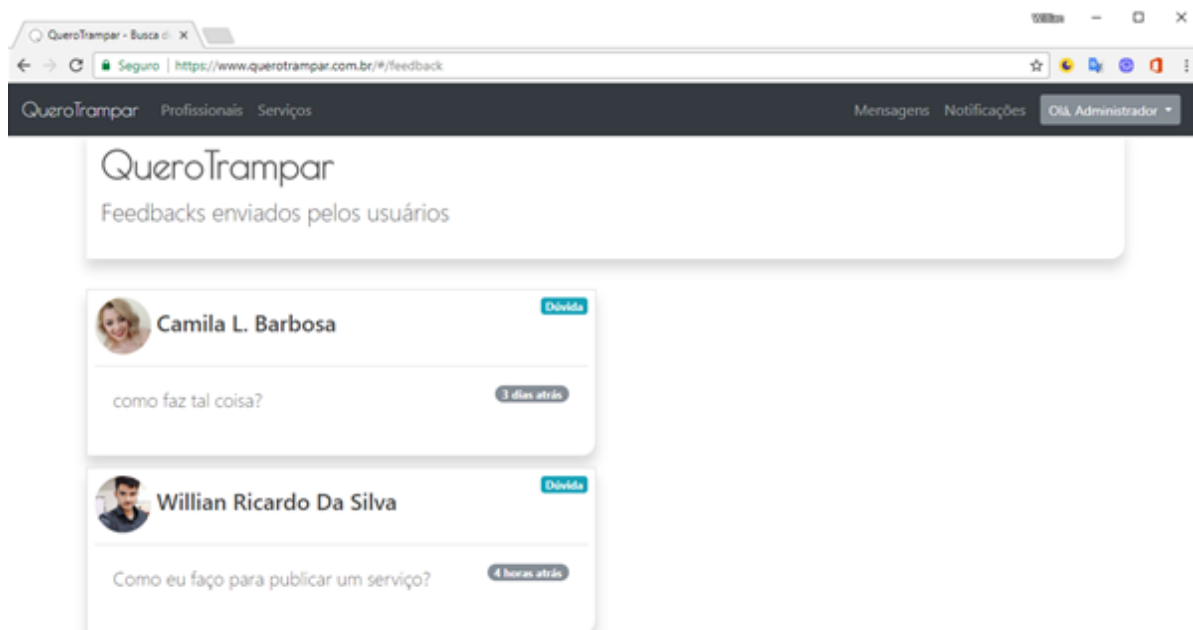 Willian
QueroTrampar - Busca d
Seguro | https://www.querotrampar.com.br/#/feedback
QueroTrampar Profissionais Serviços Mensagens Notificações Olá, Administrador
QueroTrampar
Feedbacks enviados pelos usuários
Camila L. Barbosa Dúvida
como faz tal coisa? 3 dias atrás
Willian Ricardo Da Silva Dúvida
Como eu faço para publicar um serviço? 4 horas atrás